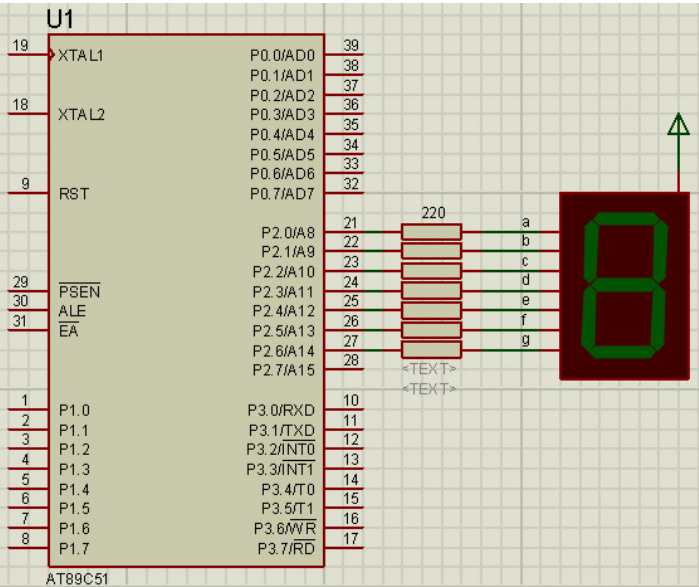 U1
19 XTAL1 P0.0/AD0 39
P0.1/AD1 38
P0.2/AD2 37
18 XTAL2 P0.3/AD3 36
P0.4/AD4 35
P0.5/AD5 34
P0.6/AD6 33
9 RST P0.7/AD7 32
220
P2.0/A8 21 a
P2.1/A9 22 b
P2.2/A10 23 c
29 PSEN P2.3/A11 24 d
30 ALE P2.4/A12 25 e
31 EA P2.5/A13 26 f
P2.6/A14 27 g
P2.7/A15 28 <TEXT>
<TEXT>
1 P1.0 P3.0/RXD 10
2 P1.1 P3.1/TXD 11
3 P1.2 P3.2/INT0 12
4 P1.3 P3.3/INT1 13
5 P1.4 P3.4/T0 14
6 P1.5 P3.5/T1 15
7 P1.6 P3.6/WR 16
8 P1.7 P3.7/RD 17
AT89C51